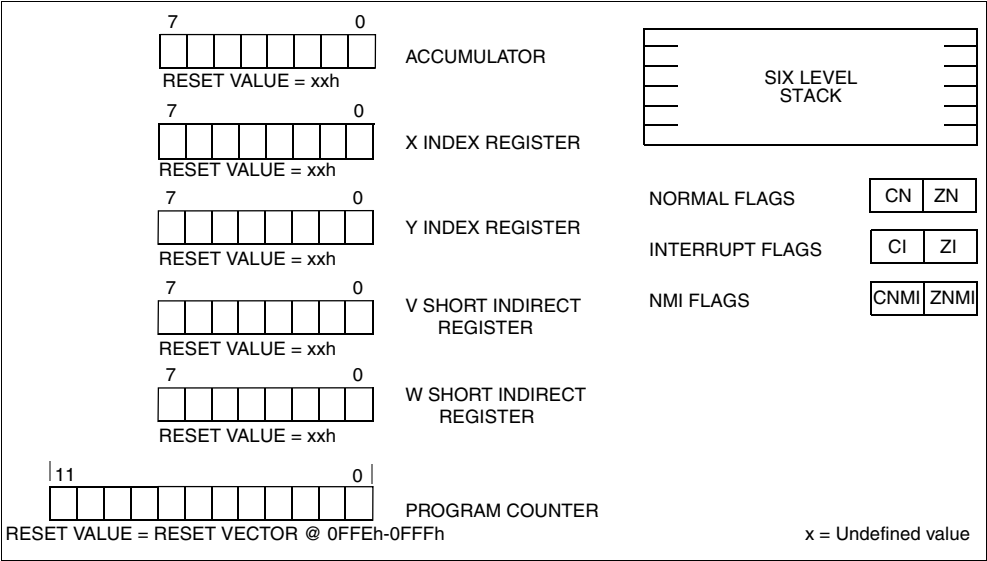 7 0
ACCUMULATOR
RESET VALUE = xxh
7 0
X INDEX REGISTER
RESET VALUE = xxh
7 0
Y INDEX REGISTER
RESET VALUE = xxh
7 0
V SHORT INDIRECT
REGISTER
RESET VALUE = xxh
7 0
W SHORT INDIRECT
REGISTER
RESET VALUE = xxh
11 0
PROGRAM COUNTER
RESET VALUE = RESET VECTOR @ 0FFEh-0FFFh
SIX LEVEL
STACK
NORMAL FLAGS CN ZN
INTERRUPT FLAGS CI ZI
NMI FLAGS CNMI ZNMI
x = Undefined value